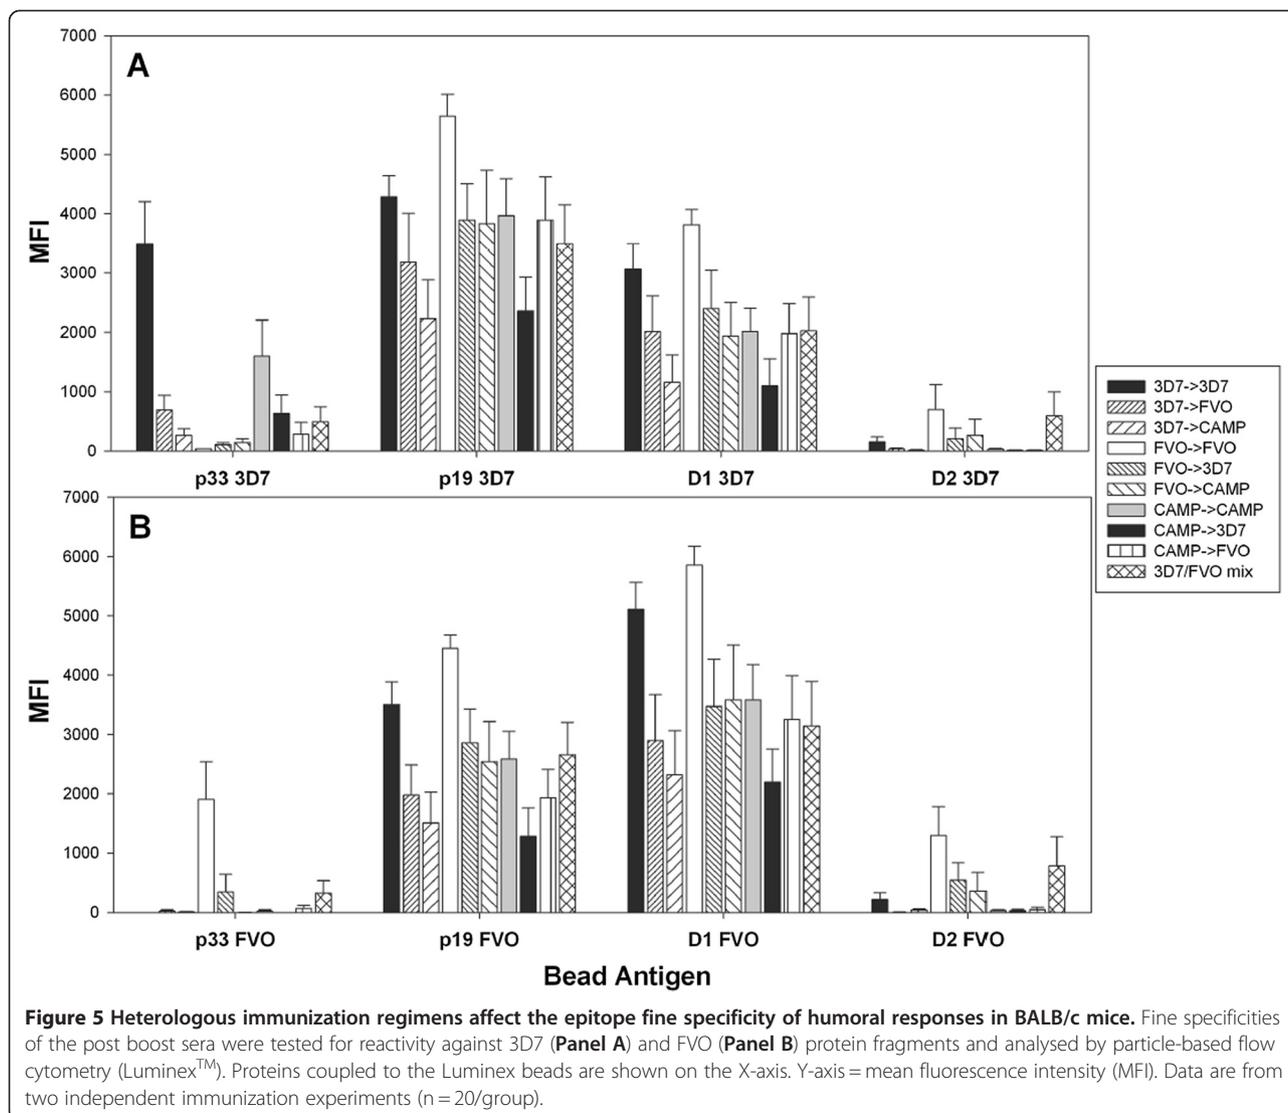 7000
A
6000
5000
4000
MFI
3000
2000
1000
0
p33 3D7 p19 3D7 D1 3D7 D2 3D7
7000
B
6000
5000
4000
MFI
3000
2000
1000
0
p33 FVO p19 FVO D1 FVO D2 FVO
Bead Antigen
3D7->3D7
3D7->FVO
3D7->CAMP
FVO->FVO
FVO->3D7
FVO->CAMP
CAMP->CAMP
CAMP->3D7
CAMP->FVO
3D7/FVO mix
Figure 5 Heterologous immunization regimens affect the epitope fine specificity of humoral responses in BALB/c mice. Fine specificities
of the post boost sera were tested for reactivity against 3D7 (Panel A) and FVO (Panel B) protein fragments and analysed by particle-based flow
cytometry (Luminex™). Proteins coupled to the Luminex beads are shown on the X-axis. Y-axis = mean fluorescence intensity (MFI). Data are from
two independent immunization experiments (n = 20/group).